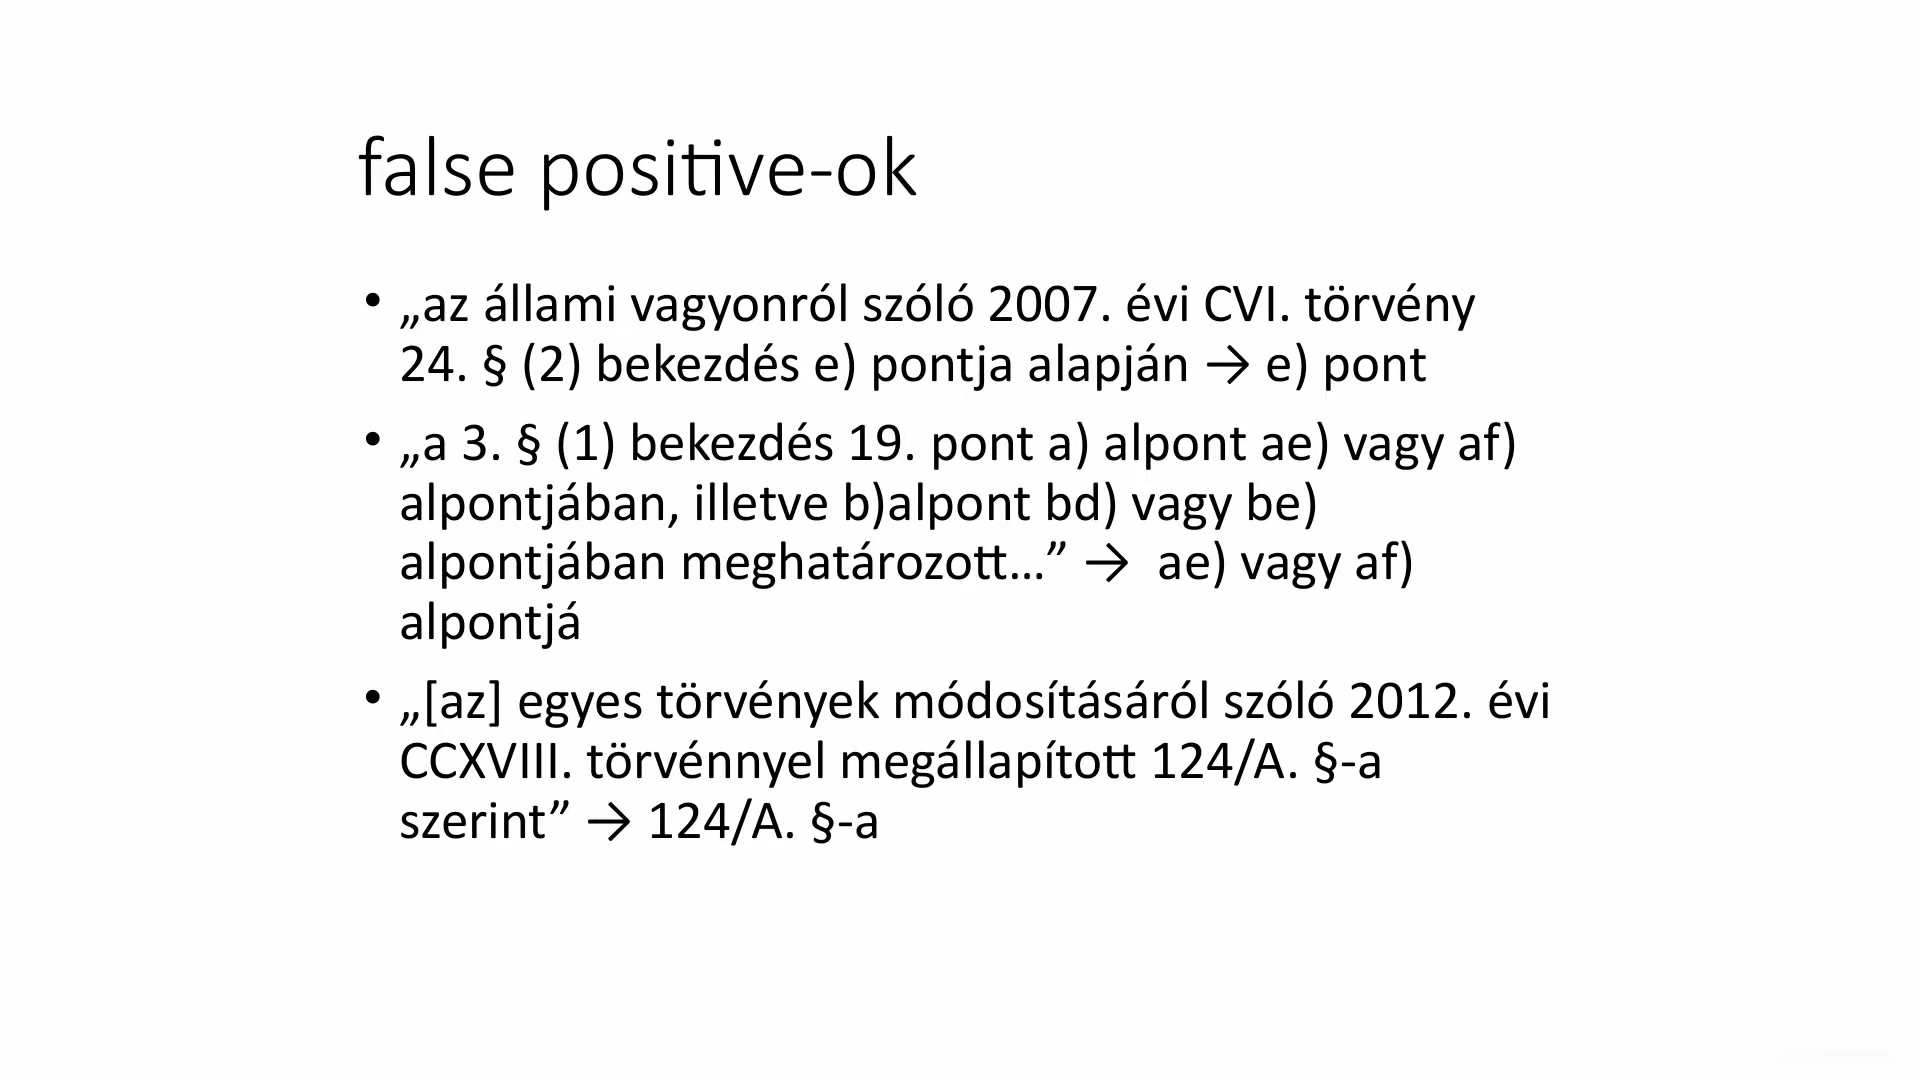 false positive-ok
• „az állami vagyonról szóló 2007. évi CVI. törvény
24. § (2) bekezdés e) pontja alapján → e) pont
• „a 3. § (1) bekezdés 19. pont a) alpont ae) vagy af)
alpontjában, illetve b)alpont bd) vagy be)
alpontjában meghatározott…” → ae) vagy af)
alpontjá
• „[az] egyes törvények módosításáról szóló 2012. évi
CCXVIII. törvénnyel megállapított 124/A. §-a
szerint” → 124/A. §-a